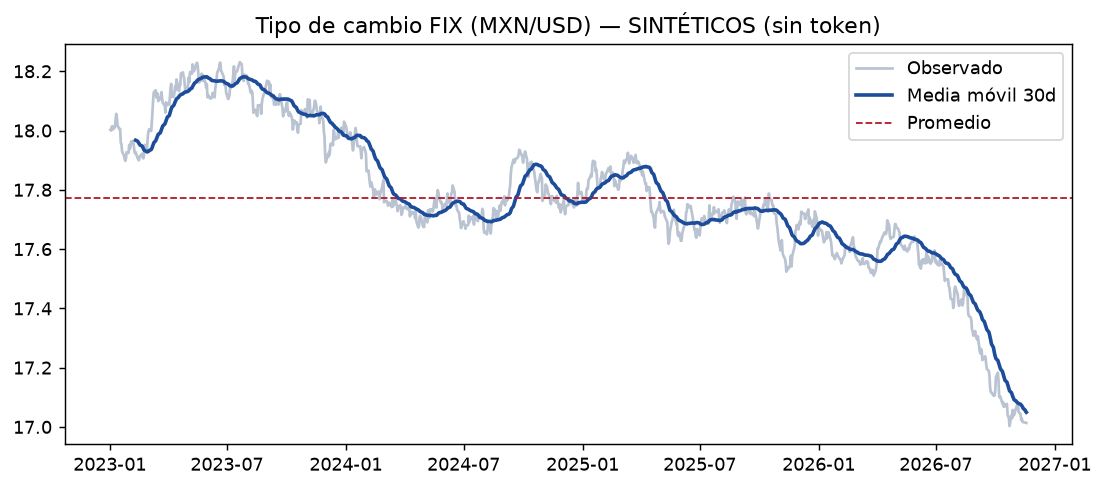 Tipo de cambio FIX (MXN/USD) — SINTÉTICOS (sin token)
Observado
Media móvil 30d
Promedio
18.2
18.0
17.8
17.6
17.4
17.2
17.0
2023-01 2023-07 2024-01 2024-07 2025-01 2025-07 2026-01 2026-07 2027-01